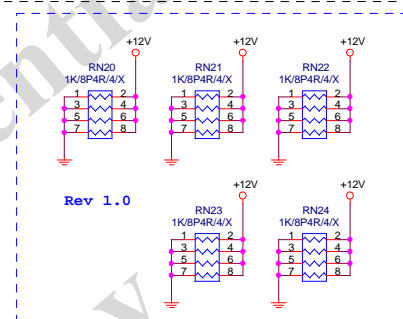 +12V +12V +12V
RN20 RN21 RN22
1K/8P4R/4/X 1K/8P4R/4/X 1K/8P4R/4/X
1 2 1 2 1 2
3 4 3 4 3 4
5 6 5 6 5 6
7 8 7 8 7 8
Rev 1.0
+12V +12V
RN23 RN24
1K/8P4R/4/X 1K/8P4R/4/X
1 2 1 2
3 4 3 4
5 6 5 6
7 8 7 8